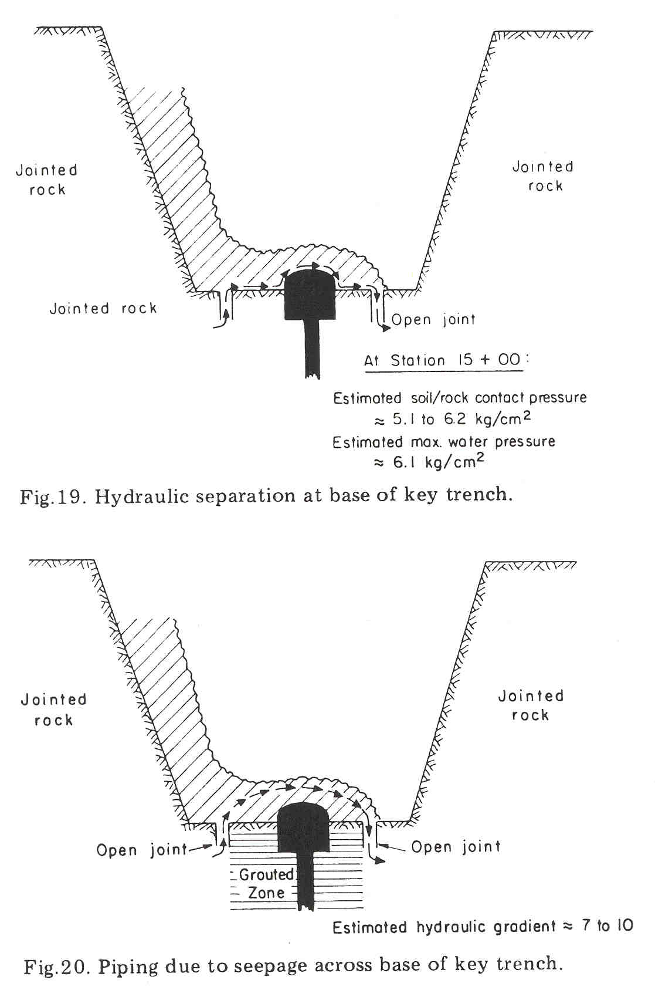 Jointed
rock
Jointed
rock
Jointed rock
Open joint
At Station 15 + 00:
Estimated soil/rock contact pressure
≈ 5.1 to 6.2 kg/cm²
Estimated max. water pressure
≈ 6.1 kg/cm²
Fig.19. Hydraulic separation at base of key trench.
Jointed
rock
Jointed
rock
Open joint
Open joint
Grouted
Zone
Estimated hydraulic gradient ≈ 7 to 10
Fig.20. Piping due to seepage across base of key trench.